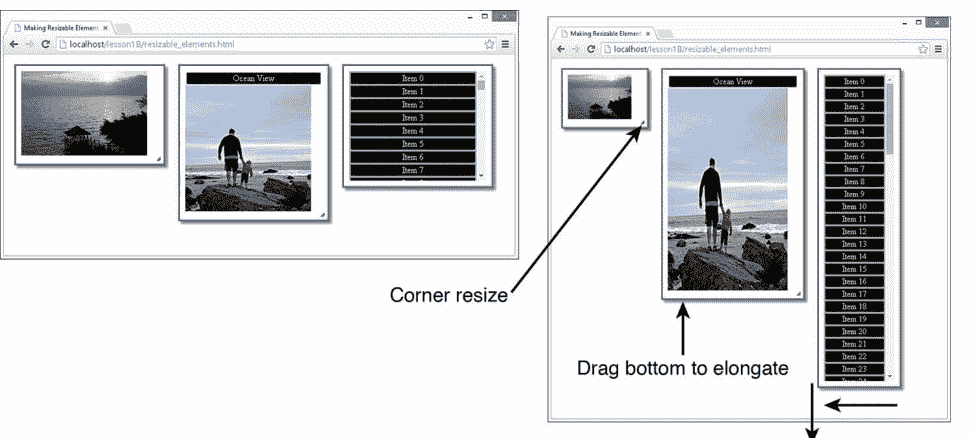 Making Resizable Element
localhost/lesson18/resizable_elements.html
Ocean View
Item 0
Item 1
Item 2
Item 3
Item 4
Item 5
Item 6
Item 7
Making Resizable Element
localhost/lesson18/resizable_elements.html
Ocean View
Item 0
Item 1
Item 2
Item 3
Item 4
Item 5
Item 6
Item 7
Item 8
Item 9
Item 10
Item 11
Item 12
Item 13
Item 14
Item 15
Item 16
Item 17
Item 18
Item 19
Item 20
Item 21
Item 22
Item 23
Corner resize
Drag bottom to elongate